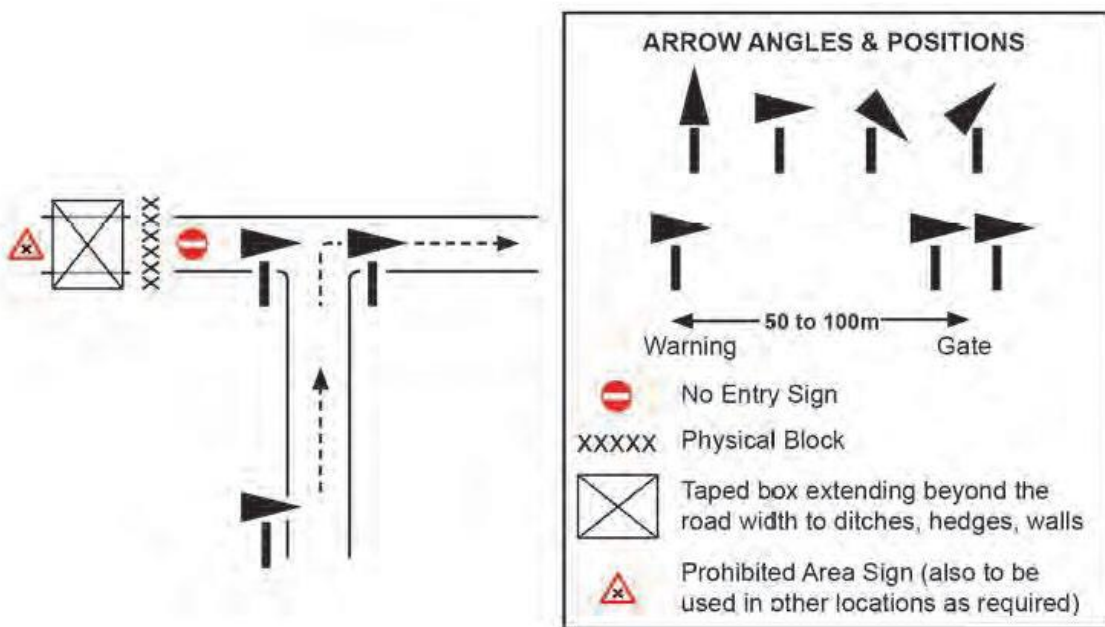 ARROW ANGLES & POSITIONS
50 to 100m
Warning
Gate
No Entry Sign
XXXXX Physical Block
Taped box extending beyond the
road width to ditches, hedges, walls
Prohibited Area Sign (also to be
used in other locations as required)